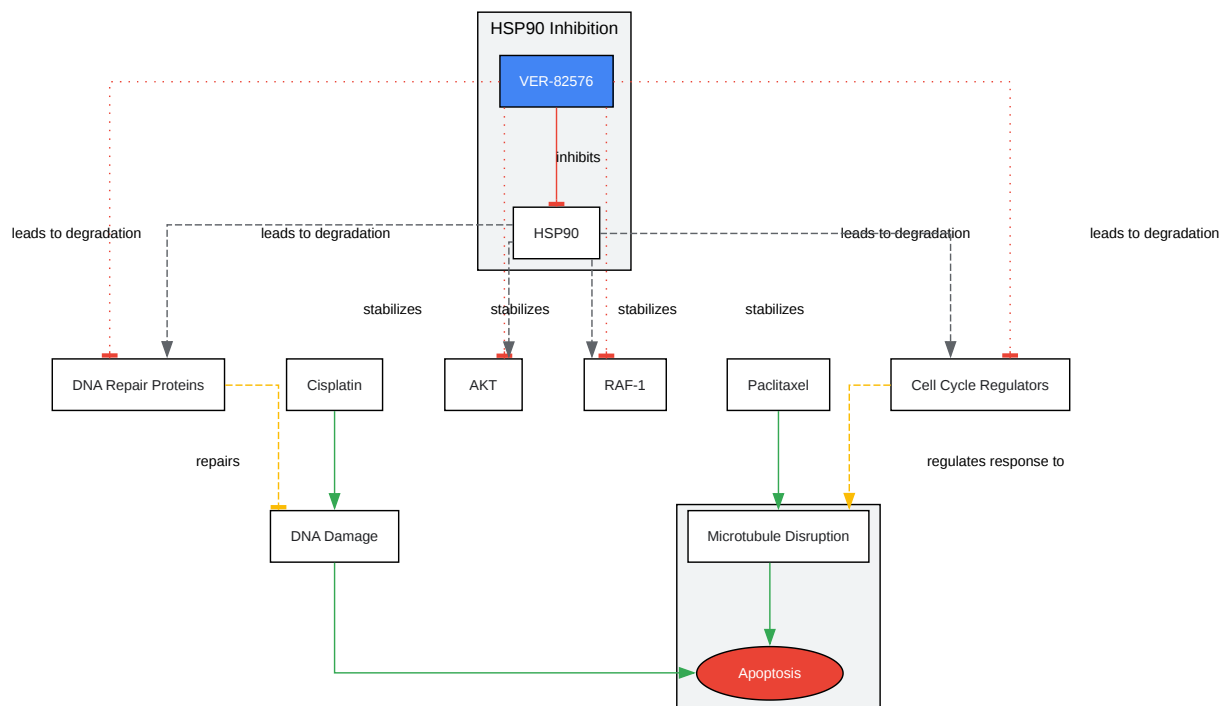 HSP90 Inhibition
VER-82576
inhibits
HSP90
leads to degradation
leads to degradation
leads to degradation
leads to degradation
stabilizes
stabilizes
stabilizes
stabilizes
DNA Repair Proteins
Cisplatin
AKT
RAF-1
Paclitaxel
Cell Cycle Regulators
repairs
regulates response to
DNA Damage
Microtubule Disruption
Apoptosis